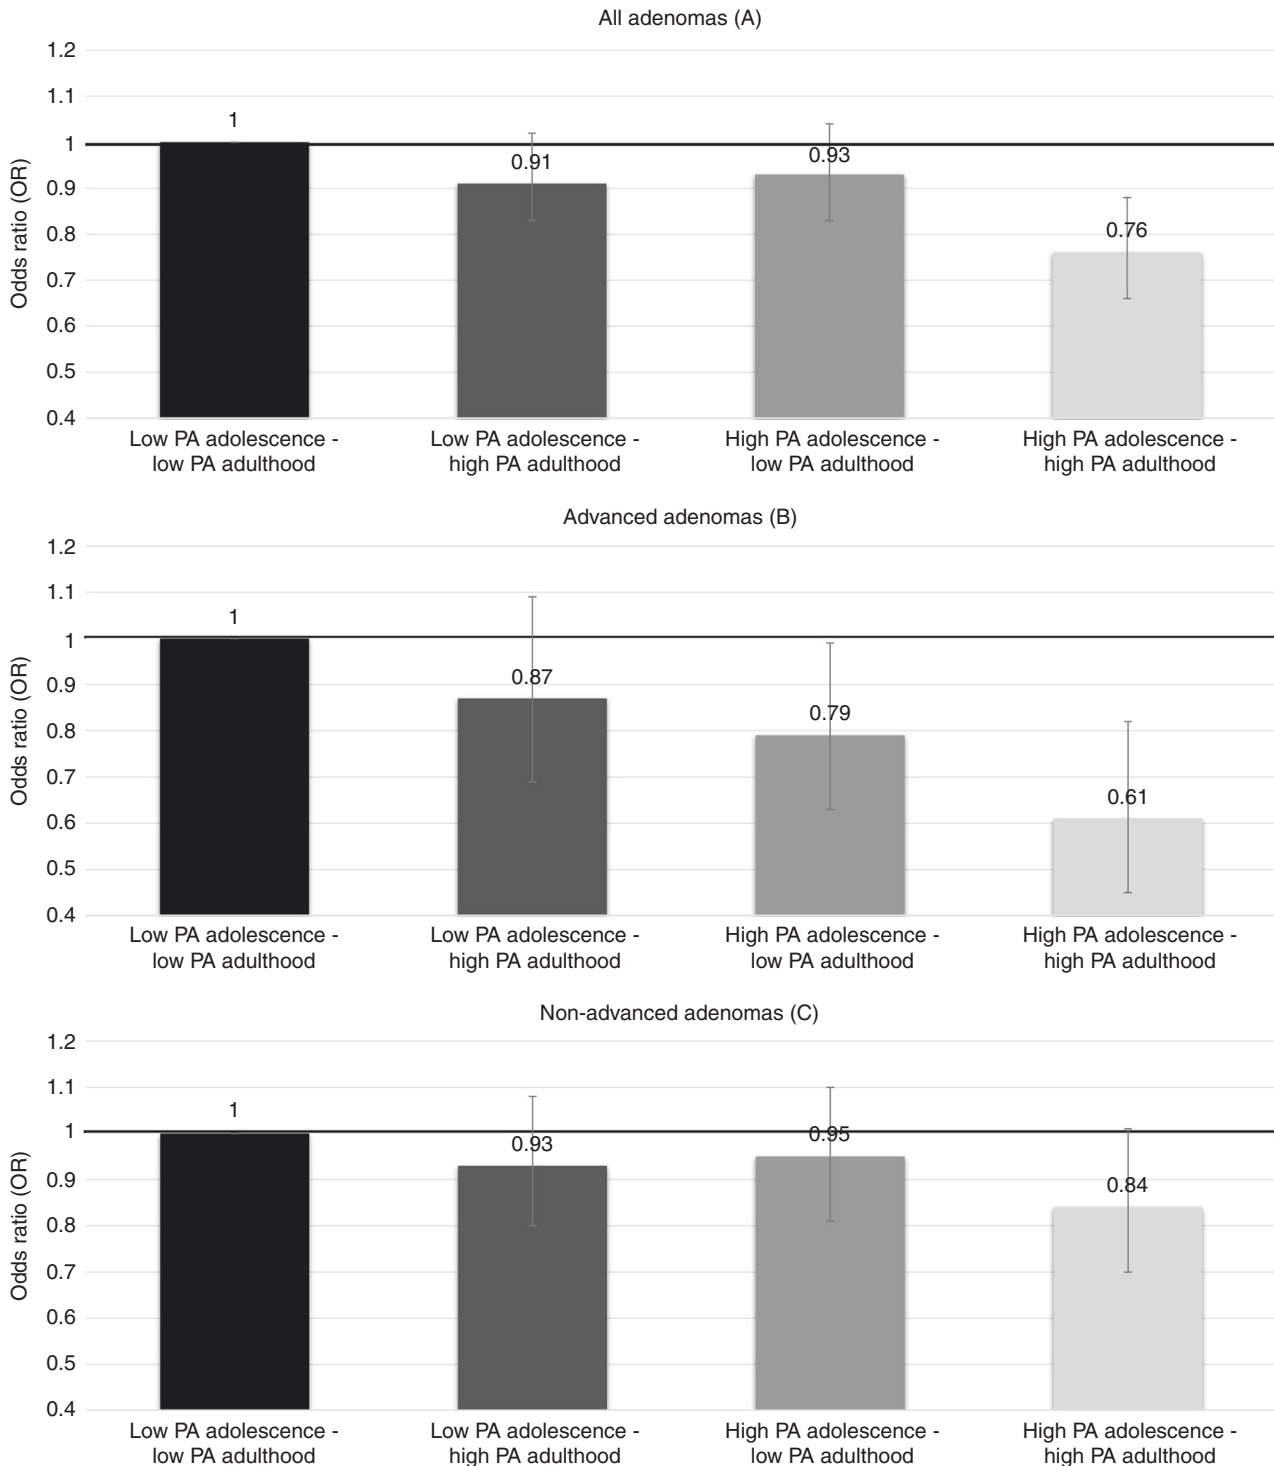 All adenomas (A)
1.2
1.1
1
0.9
0.8
0.7
0.6
0.5
0.4
Odds ratio (OR)
1
0.91
0.93
0.76
Low PA adolescence -
low PA adulthood
Low PA adolescence -
high PA adulthood
High PA adolescence -
low PA adulthood
High PA adolescence -
high PA adulthood
Advanced adenomas (B)
1.2
1.1
1
0.9
0.8
0.7
0.6
0.5
0.4
Odds ratio (OR)
1
0.87
0.79
0.61
Low PA adolescence -
low PA adulthood
Low PA adolescence -
high PA adulthood
High PA adolescence -
low PA adulthood
High PA adolescence -
high PA adulthood
Non-advanced adenomas (C)
1.2
1.1
1
0.9
0.8
0.7
0.6
0.5
0.4
Odds ratio (OR)
1
0.93
0.95
0.84
Low PA adolescence -
low PA adulthood
Low PA adolescence -
high PA adulthood
High PA adolescence -
low PA adulthood
High PA adolescence -
high PA adulthood